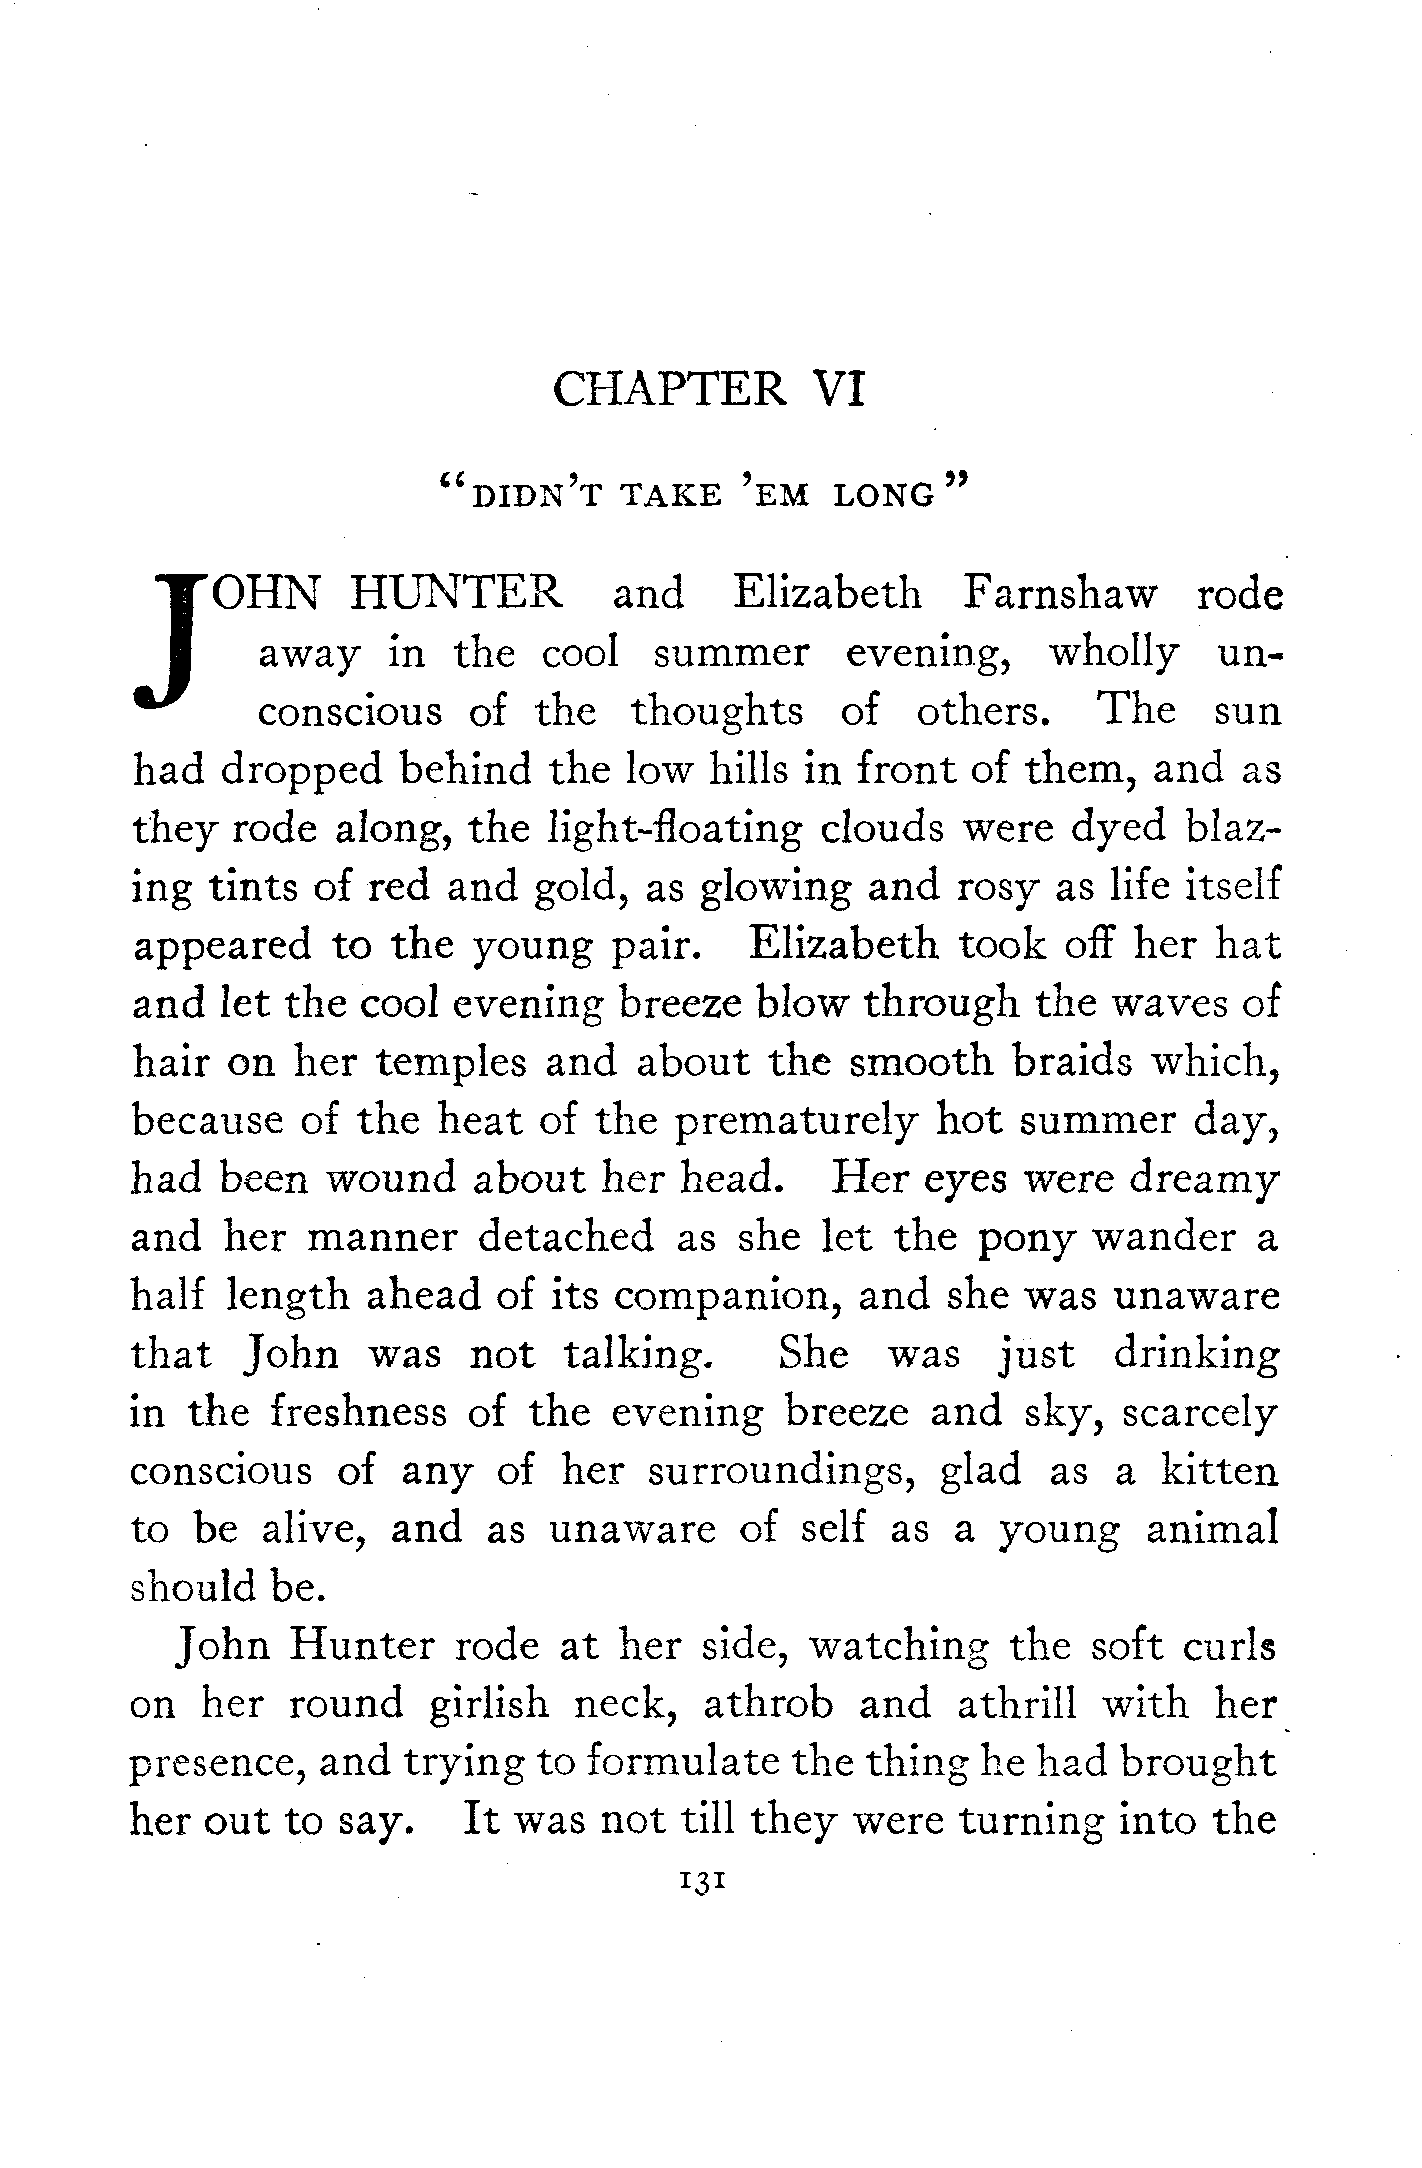 CHAPTER VI
"DIDN'T TAKE 'EM LONG"
JOHN HUNTER and Elizabeth Farnshaw rode
away in the cool summer evening, wholly un-
conscious of the thoughts of others. The sun
had dropped behind the low hills in front of them, and as
they rode along, the light-floating clouds were dyed blaz-
ing tints of red and gold, as glowing and rosy as life itself
appeared to the young pair. Elizabeth took off her hat
and let the cool evening breeze blow through the waves of
hair on her temples and about the smooth braids which,
because of the heat of the prematurely hot summer day,
had been wound about her head. Her eyes were dreamy
and her manner detached as she let the pony wander a
half length ahead of its companion, and she was unaware
that John was not talking. She was just drinking
in the freshness of the evening breeze and sky, scarcely
conscious of any of her surroundings, glad as a kitten
to be alive, and as unaware of self as a young animal
should be.
John Hunter rode at her side, watching the soft curls
on her round girlish neck, athrob and athrill with her
presence, and trying to formulate the thing he had brought
her out to say. It was not till they were turning into the
131